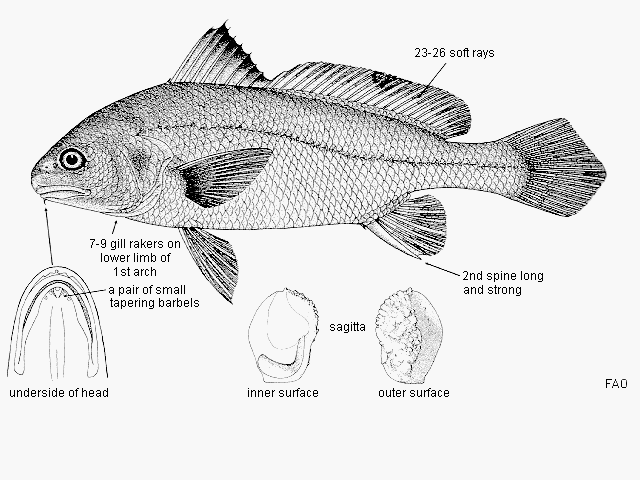 23-26 soft rays
7-9 gill rakers on
lower limb of
1st arch
2nd spine long
and strong
a pair of small
tapering barbels
sagitta
FAO
underside of head
inner surface
outer surface